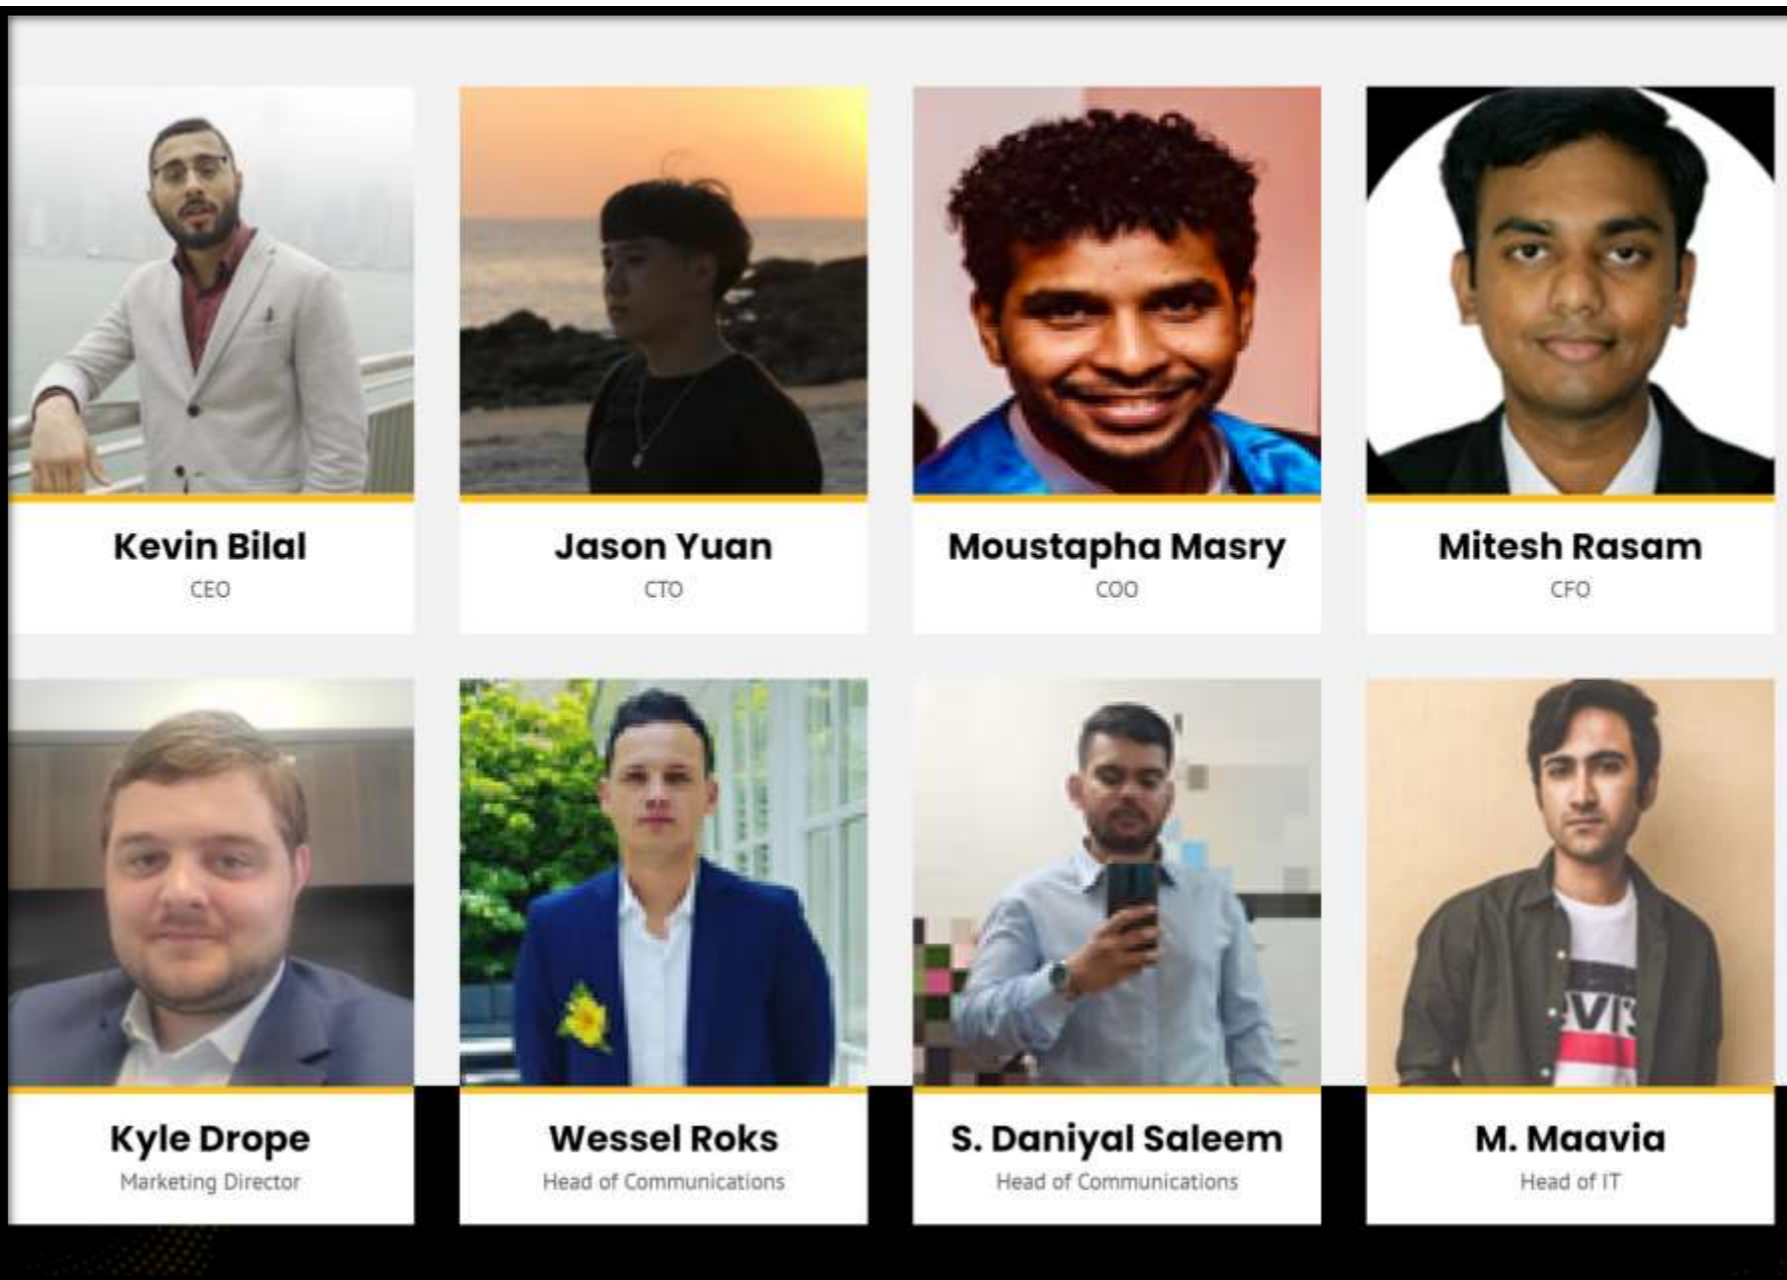 Kevin Bilal
CEO
Jason Yuan
CTO
Moustapha Masry
COO
Mitesh Rasam
CFO
Kyle Drope
Marketing Director
Wessel Roks
Head of Communications
S. Daniyal Saleem
Head of Communications
M. Maavia
Head of IT